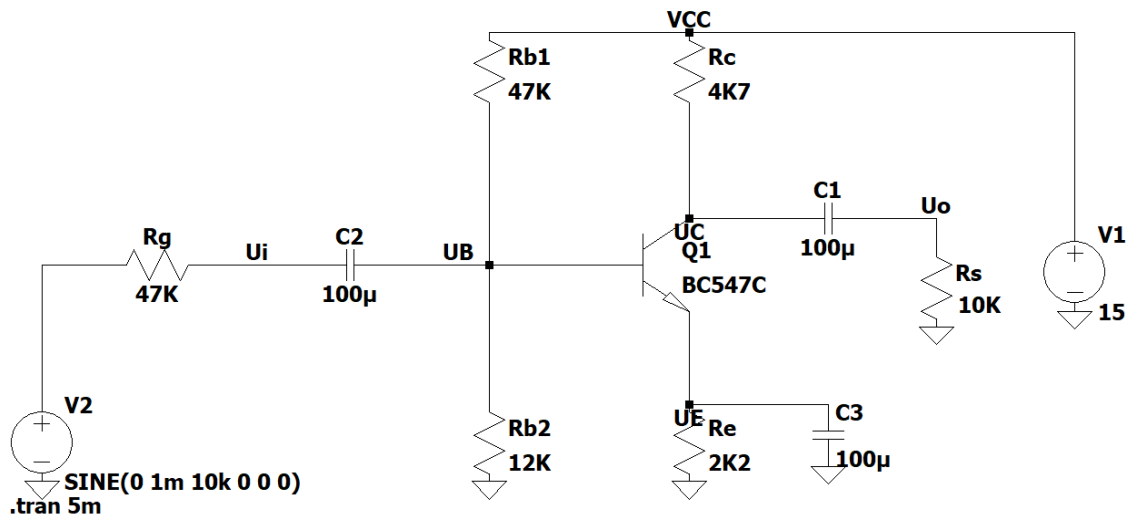 VCC
Rb1
47K
Rc
4K7
C1
100µ
Uo
Rg
47K
Ui
C2
100µ
UB
UC
Q1
BC547C
Rs
10K
V1
15
V2
SINE(0 1m 10k 0 0 0)
.tran 5m
Rb2
12K
UE
Re
2K2
C3
100µ